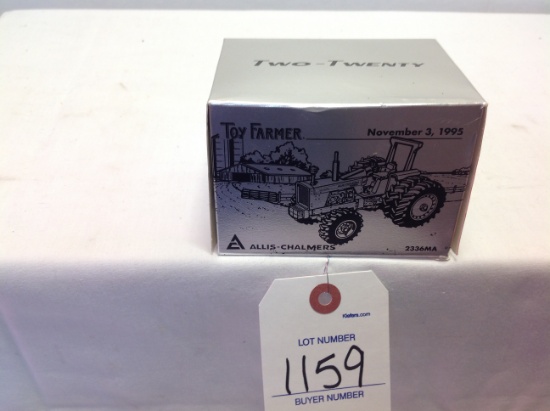 TWO-TWENTY
TOY FARMER
November 3, 1995
ALLIS-CHALMERS
2336MA
Kiefers.com
LOT NUMBER
1159
BUYER NUMBER